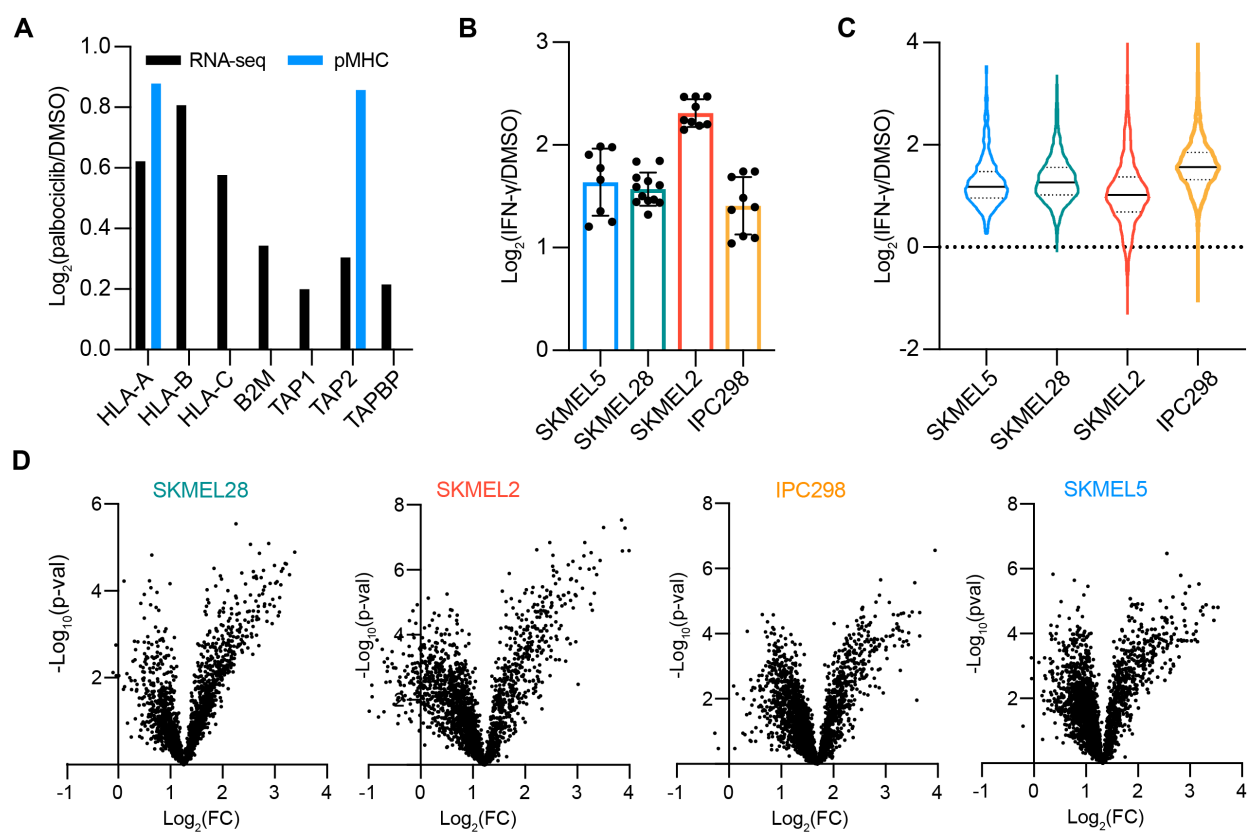 A
RNA-seq
pMHC
Log2(palbociclib/DMSO)
1.0
0.8
0.6
0.4
0.2
0.0
HLA-A
HLA-B
HLA-C
B2M
TAP1
TAP2
TAPBP
B
Log2(IFN-γ/DMSO)
3
2
1
0
SKMEL5
SKMEL28
SKMEL2
IPC298
C
Log2(IFN-γ/DMSO)
4
2
0
-2
SKMEL5
SKMEL28
SKMEL2
IPC298
D
SKMEL28
-Log10(p-val)
6
4
2
-1 0 1 2 3 4
Log2(FC)
SKMEL2
-Log10(p-val)
8
6
4
2
-1 0 1 2 3 4
Log2(FC)
IPC298
-Log10(p-val)
8
6
4
2
-1 0 1 2 3 4
Log2(FC)
SKMEL5
-Log10(pval)
8
6
4
2
-1 0 1 2 3 4
Log2(FC)